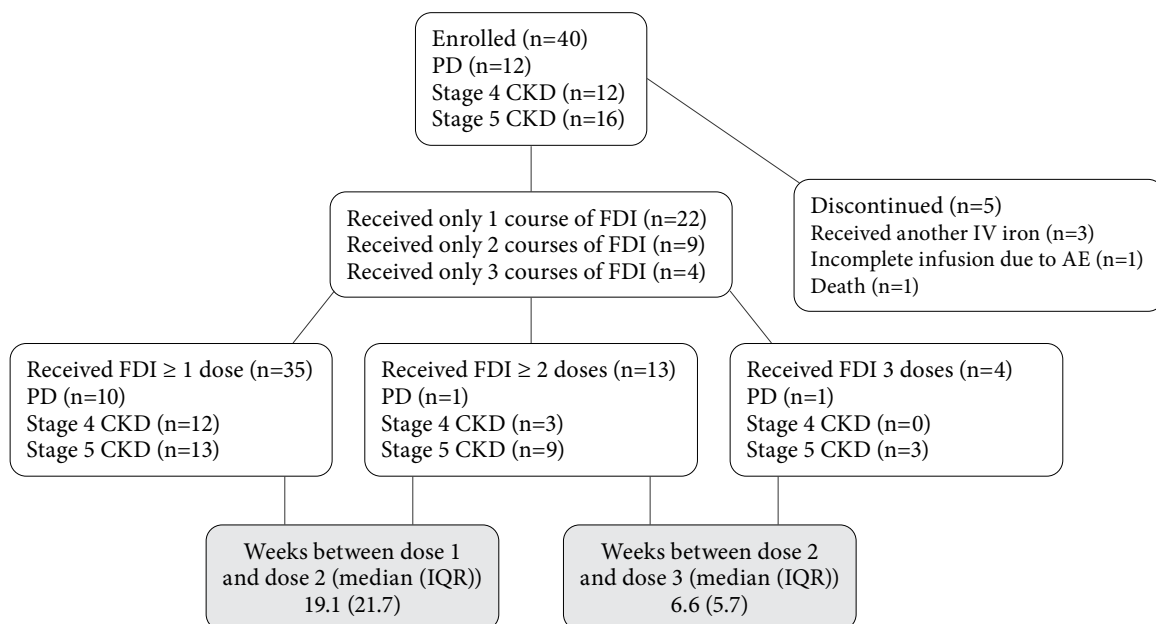 Enrolled (n=40)
PD (n=12)
Stage 4 CKD (n=12)
Stage 5 CKD (n=16)
Discontinued (n=5)
Received another IV iron (n=3)
Incomplete infusion due to AE (n=1)
Death (n=1)
Received only 1 course of FDI (n=22)
Received only 2 courses of FDI (n=9)
Received only 3 courses of FDI (n=4)
Received FDI ≥ 1 dose (n=35)
PD (n=10)
Stage 4 CKD (n=12)
Stage 5 CKD (n=13)
Received FDI ≥ 2 doses (n=13)
PD (n=1)
Stage 4 CKD (n=3)
Stage 5 CKD (n=9)
Received FDI 3 doses (n=4)
PD (n=1)
Stage 4 CKD (n=0)
Stage 5 CKD (n=3)
Weeks between dose 1
and dose 2 (median (IQR))
19.1 (21.7)
Weeks between dose 2
and dose 3 (median (IQR))
6.6 (5.7)